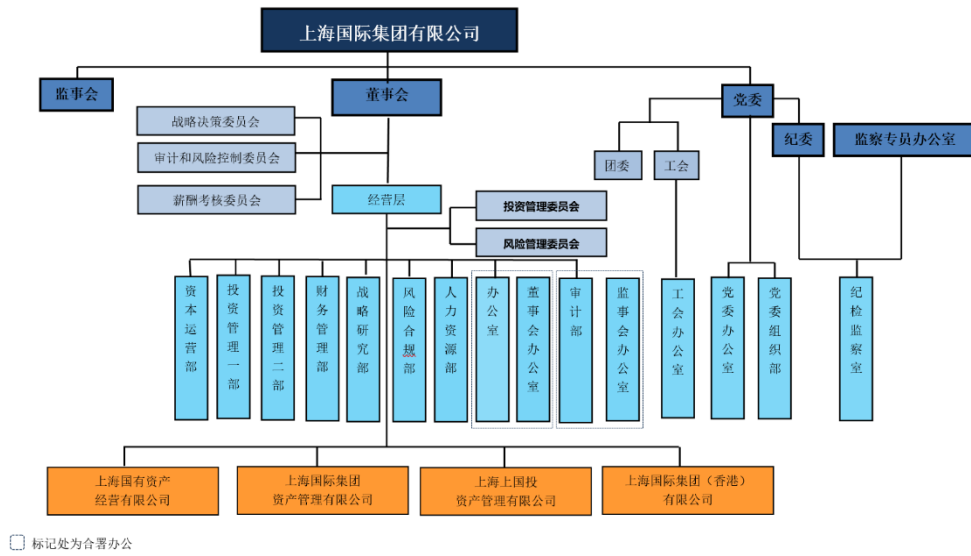 上海国际集团有限公司
监事会
董事会
党委
战略决策委员会
审计和风险控制委员会
薪酬考核委员会
团委
工会
纪委
监察专员办公室
经营层
投资管理委员会
风险管理委员会
资本运营部
投资管理一部
投资管理二部
财务管理部
战略研究部
风险合规部
人力资源部
办公室
董事会办公室
审计部
监事会办公室
工会办公室
党委办公室
党委组织部
纪检监察室
上海国有资产
经营有限公司
上海国际集团
资产管理有限公司
上海上国投
资产管理有限公司
上海国际集团（香港）
有限公司
标记处为合署办公